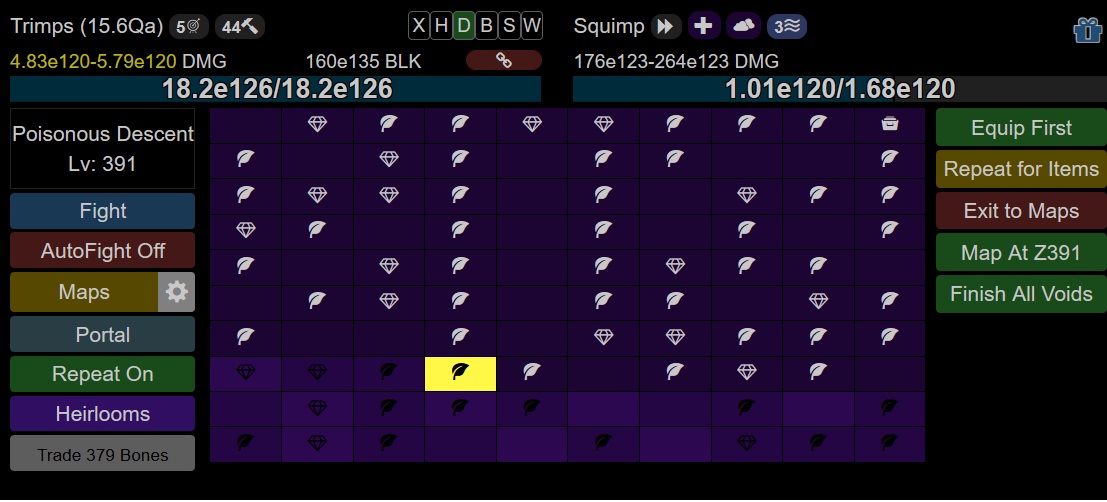 Trimps (15.6Qa) 5 44 X H D B S W
4.83e120-5.79e120 DMG 160e135 BLK
18.2e126/18.2e126
Squimp 3
176e123-264e123 DMG
1.01e120/1.68e120
Poisonous Descent
Lv: 391
Fight
AutoFight Off
Maps
Portal
Repeat On
Heirlooms
Trade 379 Bones
Equip First
Repeat for Items
Exit to Maps
Map At Z391
Finish All Voids